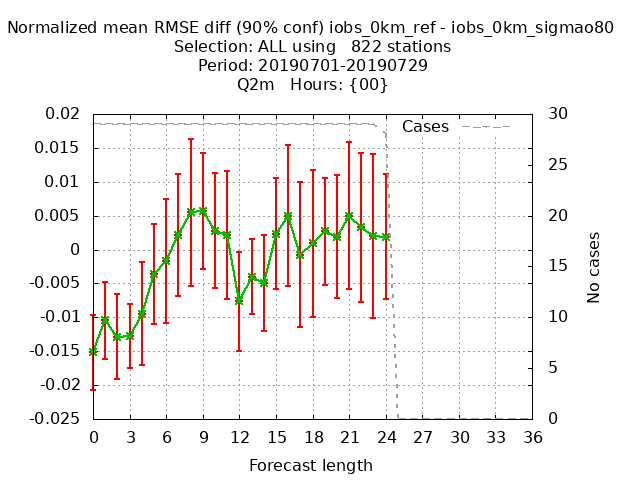 Normalized mean RMSE diff (90% conf) iobs_0km_ref - iobs_0km_sigmao80
Selection: ALL using   822 stations
Period: 20190701-20190729
Q2m   Hours: {00}
0.02
0.015
0.01
0.005
0
-0.005
-0.01
-0.015
-0.02
-0.025
Cases
30
25
20
15
10
5
0
No cases
0 3 6 9 12 15 18 21 24 27 30 33 36
Forecast length